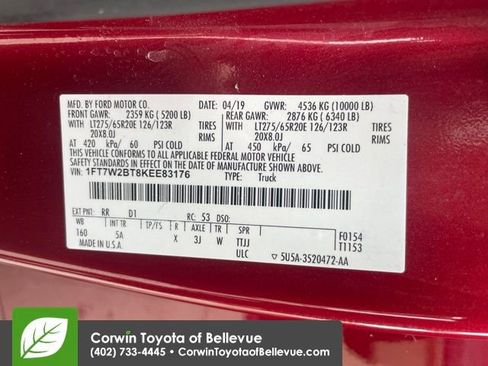 MFD. BY FORD MOTOR CO. 04/19 GVWR: 4536 KG (10000 LB)
FRONT GAWR: 2359 KG (5200 LB) REAR GAWR: 2876 KG (6340 LB)
WITH LT275/65R20E 126/123R TIRES WITH LT275/65R20E 126/123R TIRES
20X8.0J RIMS 20X8.0J RIMS
AT 420 kPa/ 60 PSI COLD AT 450 kPa/ 65 PSI COLD
THIS VEHICLE CONFORMS TO ALL APPLICABLE FEDERAL MOTOR VEHICLE SAFETY STANDARDS IN EFFECT ON THE DATE OF MANUFACTURE SHOWN ABOVE.
VIN: 1FT7W2BT8KEE83176 TYPE: Truck
EXT PNT: RR D1 RC: 53 DSO:
WB INT TR TP/PS R AXLE TR SPR F0154
160 5A X 3J W TTJJ T1153
MADE IN U.S.A. ULC 5U5A-3520472-AA
Corwin Toyota of Bellevue
(402) 733-4445 • CorwinToyotaofBellevue.com